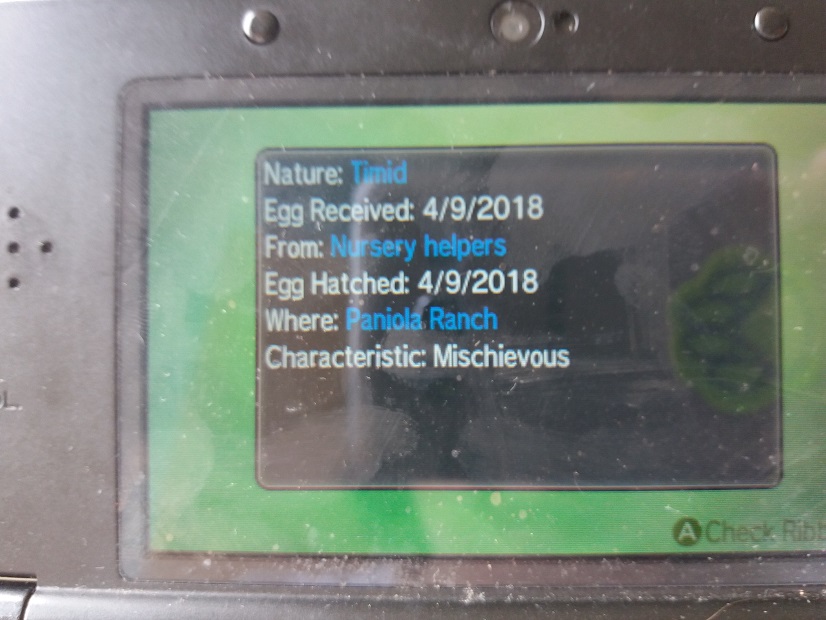 Nature: Timid
Egg Received: 4/9/2018
From: Nursery helpers
Egg Hatched: 4/9/2018
Where: Paniola Ranch
Characteristic: Mischievous
A Check